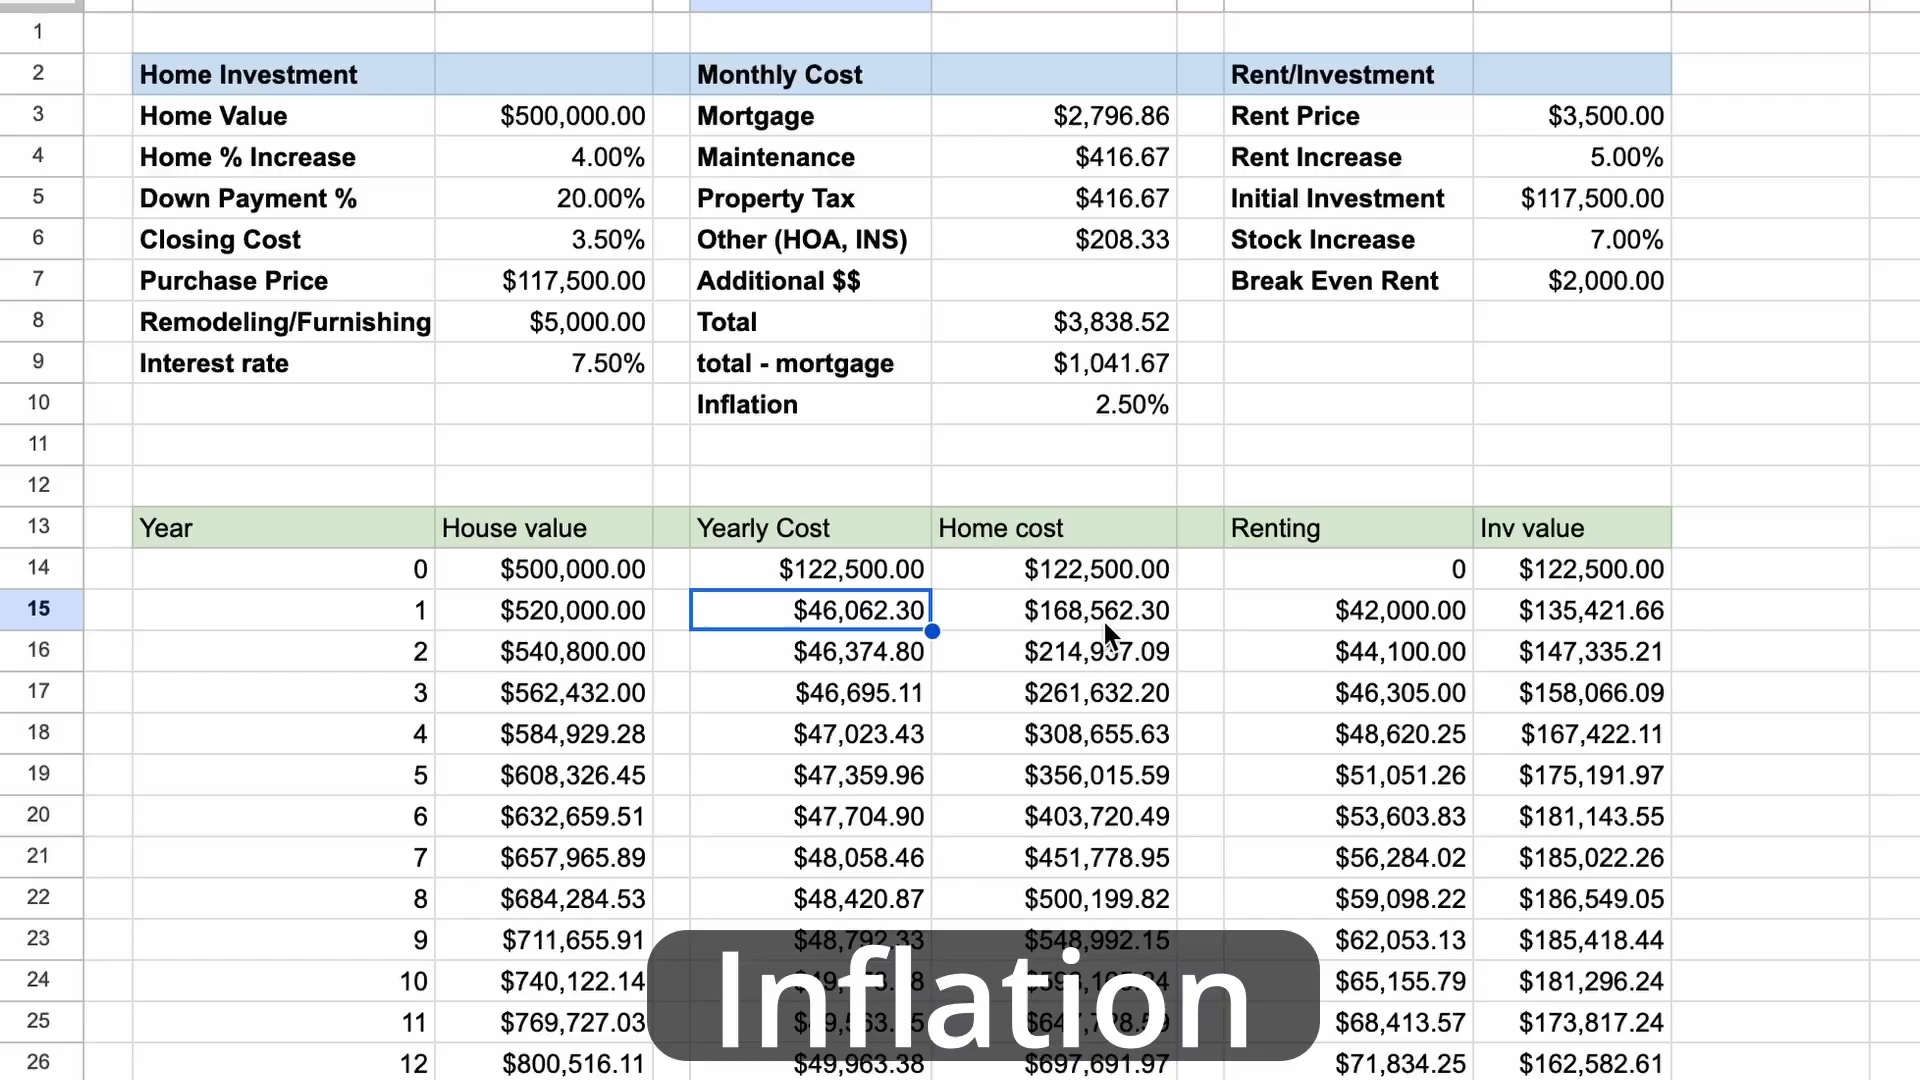 1
2 Home Investment Monthly Cost Rent/Investment
3 Home Value $500,000.00 Mortgage $2,796.86 Rent Price $3,500.00
4 Home % Increase 4.00% Maintenance $416.67 Rent Increase 5.00%
5 Down Payment % 20.00% Property Tax $416.67 Initial Investment $117,500.00
6 Closing Cost 3.50% Other (HOA, INS) $208.33 Stock Increase 7.00%
7 Purchase Price $117,500.00 Additional $$ Break Even Rent $2,000.00
8 Remodeling/Furnishing $5,000.00 Total $3,838.52
9 Interest rate 7.50% total - mortgage $1,041.67
10 Inflation 2.50%
11
12
13 Year House value Yearly Cost Home cost Renting Inv value
14 0 $500,000.00 $122,500.00 $122,500.00 0 $122,500.00
15 1 $520,000.00 $46,062.30 $168,562.30 $42,000.00 $135,421.66
16 2 $540,800.00 $46,374.80 $214,937.09 $44,100.00 $147,335.21
17 3 $562,432.00 $46,695.11 $261,632.20 $46,305.00 $158,066.09
18 4 $584,929.28 $47,023.43 $308,655.63 $48,620.25 $167,422.11
19 5 $608,326.45 $47,359.96 $356,015.59 $51,051.26 $175,191.97
20 6 $632,659.51 $47,704.90 $403,720.49 $53,603.83 $181,143.55
21 7 $657,965.89 $48,058.46 $451,778.95 $56,284.02 $185,022.26
22 8 $684,284.53 $48,420.87 $500,199.82 $59,098.22 $186,549.05
23 9 $711,655.91 $48,792.33 $548,992.15 $62,053.13 $185,418.44
24 10 $740,122.14 $65,155.79 $181,296.24
Inflation
25 11 $769,727.03 $68,413.57 $173,817.24
26 12 $800,516.11 $49,963.38 $697,691.97 $71,834.25 $162,582.61